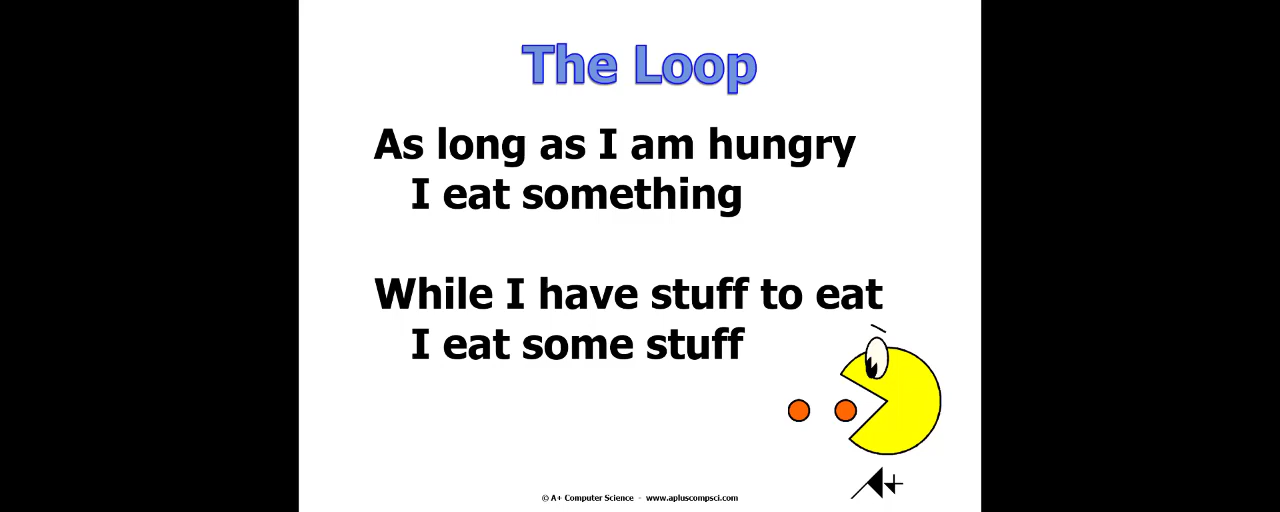 The Loop
As long as I am hungry
I eat something
While I have stuff to eat
I eat some stuff
A+
© A+ Computer Science - www.apluscompsci.com